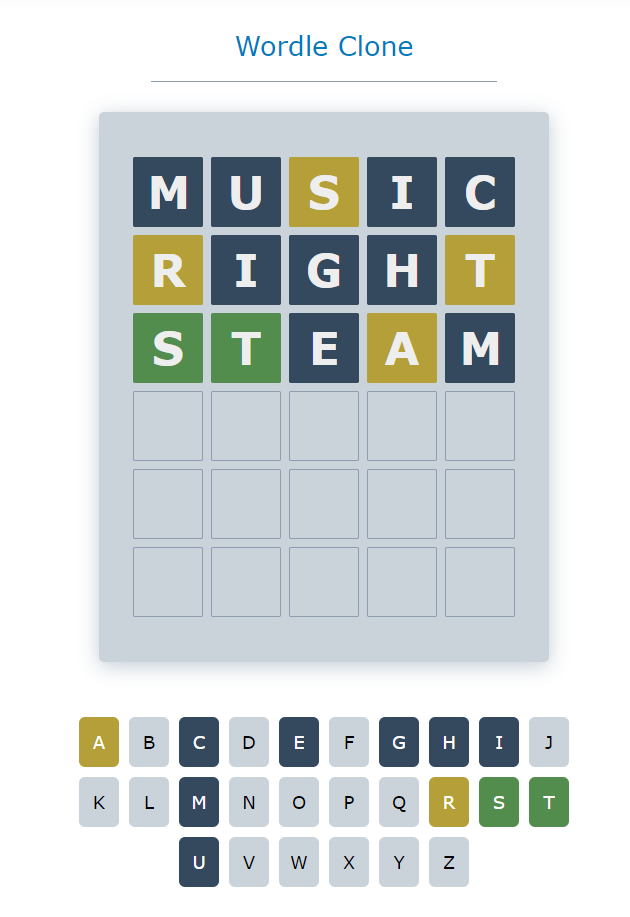 Wordle Clone
M U S I C
R I G H T
S T E A M
A B C D E F G H I J
K L M N O P Q R S T
U V W X Y Z